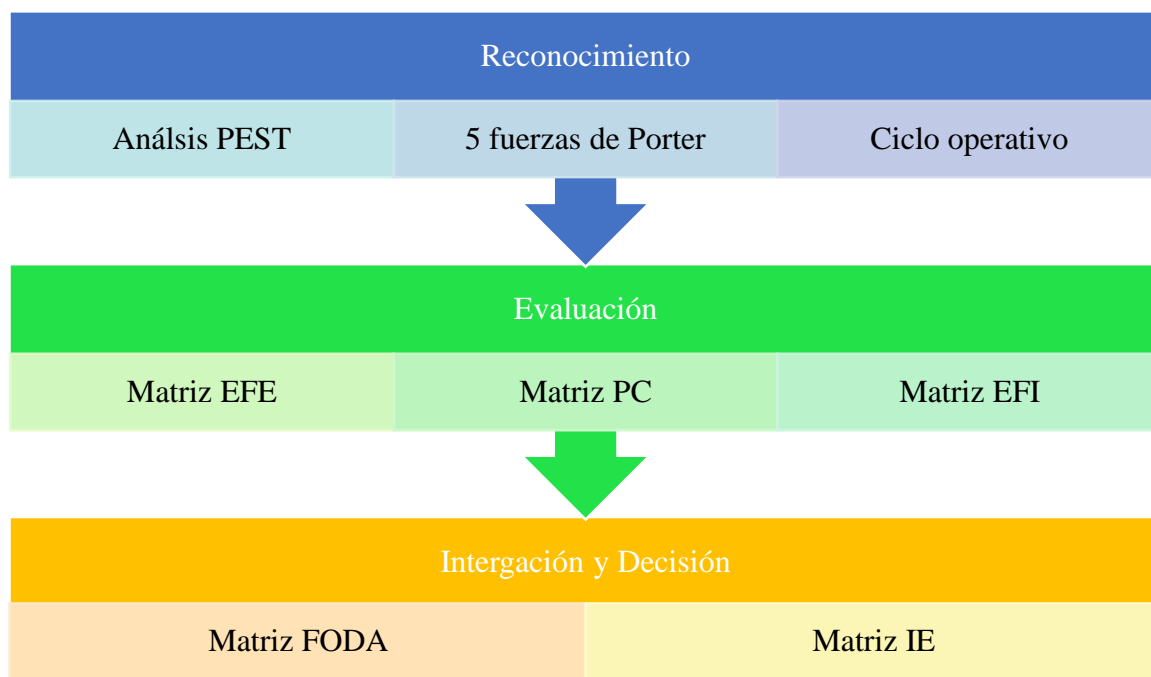 Reconocimiento
Análsis PEST
5 fuerzas de Porter
Ciclo operativo
Evaluación
Matriz EFE
Matriz PC
Matriz EFI
Intergación y Decisión
Matriz FODA
Matriz IE